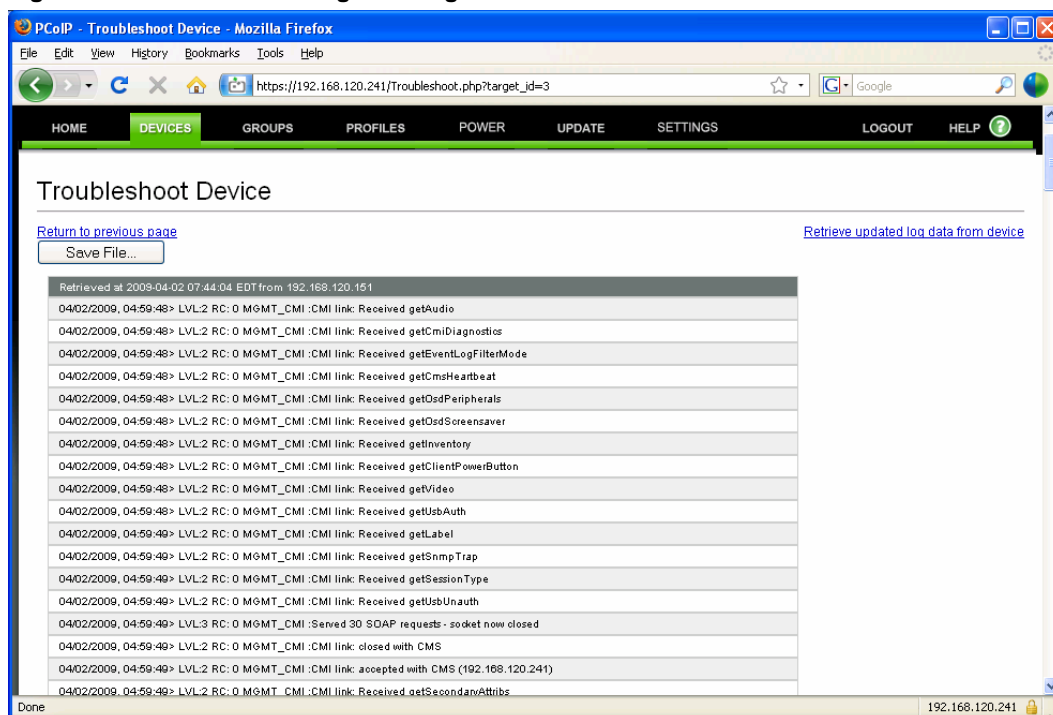 PCoIP - Troubleshoot Device - Mozilla Firefox
File Edit View History Bookmarks Tools Help
https://192.168.120.241/Troubleshoot.php?target_id=3 G Google
HOME DEVICES GROUPS PROFILES POWER UPDATE SETTINGS LOGOUT HELP ?
Troubleshoot Device
Return to previous page Retrieve updated log data from device
Save File...
Retrieved at 2009-04-02 07:44:04 EDT from 192.168.120.151
04/02/2009, 04:59:48> LVL:2 RC: 0 MGMT_CMI :CMI link: Received getAudio
04/02/2009, 04:59:48> LVL:2 RC: 0 MGMT_CMI :CMI link: Received getCmiDiagnostics
04/02/2009, 04:59:48> LVL:2 RC: 0 MGMT_CMI :CMI link: Received getEventLogFilterMode
04/02/2009, 04:59:48> LVL:2 RC: 0 MGMT_CMI :CMI link: Received getCmsHeartbeat
04/02/2009, 04:59:48> LVL:2 RC: 0 MGMT_CMI :CMI link: Received getOsdPeripherals
04/02/2009, 04:59:48> LVL:2 RC: 0 MGMT_CMI :CMI link: Received getOsdScreensaver
04/02/2009, 04:59:48> LVL:2 RC: 0 MGMT_CMI :CMI link: Received getInventory
04/02/2009, 04:59:48> LVL:2 RC: 0 MGMT_CMI :CMI link: Received getClientPowerButton
04/02/2009, 04:59:48> LVL:2 RC: 0 MGMT_CMI :CMI link: Received getVideo
04/02/2009, 04:59:48> LVL:2 RC: 0 MGMT_CMI :CMI link: Received getUsbAuth
04/02/2009, 04:59:49> LVL:2 RC: 0 MGMT_CMI :CMI link: Received getLabel
04/02/2009, 04:59:49> LVL:2 RC: 0 MGMT_CMI :CMI link: Received getSnmpTrap
04/02/2009, 04:59:49> LVL:2 RC: 0 MGMT_CMI :CMI link: Received getSessionType
04/02/2009, 04:59:49> LVL:2 RC: 0 MGMT_CMI :CMI link: Received getUsbUnauth
04/02/2009, 04:59:49> LVL:3 RC: 0 MGMT_CMI :Served 30 SOAP requests - socket now closed
04/02/2009, 04:59:49> LVL:2 RC: 0 MGMT_CMI :CMI link: closed with CMS
04/02/2009, 04:59:49> LVL:2 RC: 0 MGMT_CMI :CMI link: accepted with CMS (192.168.120.241)
04/02/2009, 04:59:49> LVL:2 RC: 0 MGMT_CMI :CMI link: Received getSecondaryAttribs
Done 192.168.120.241